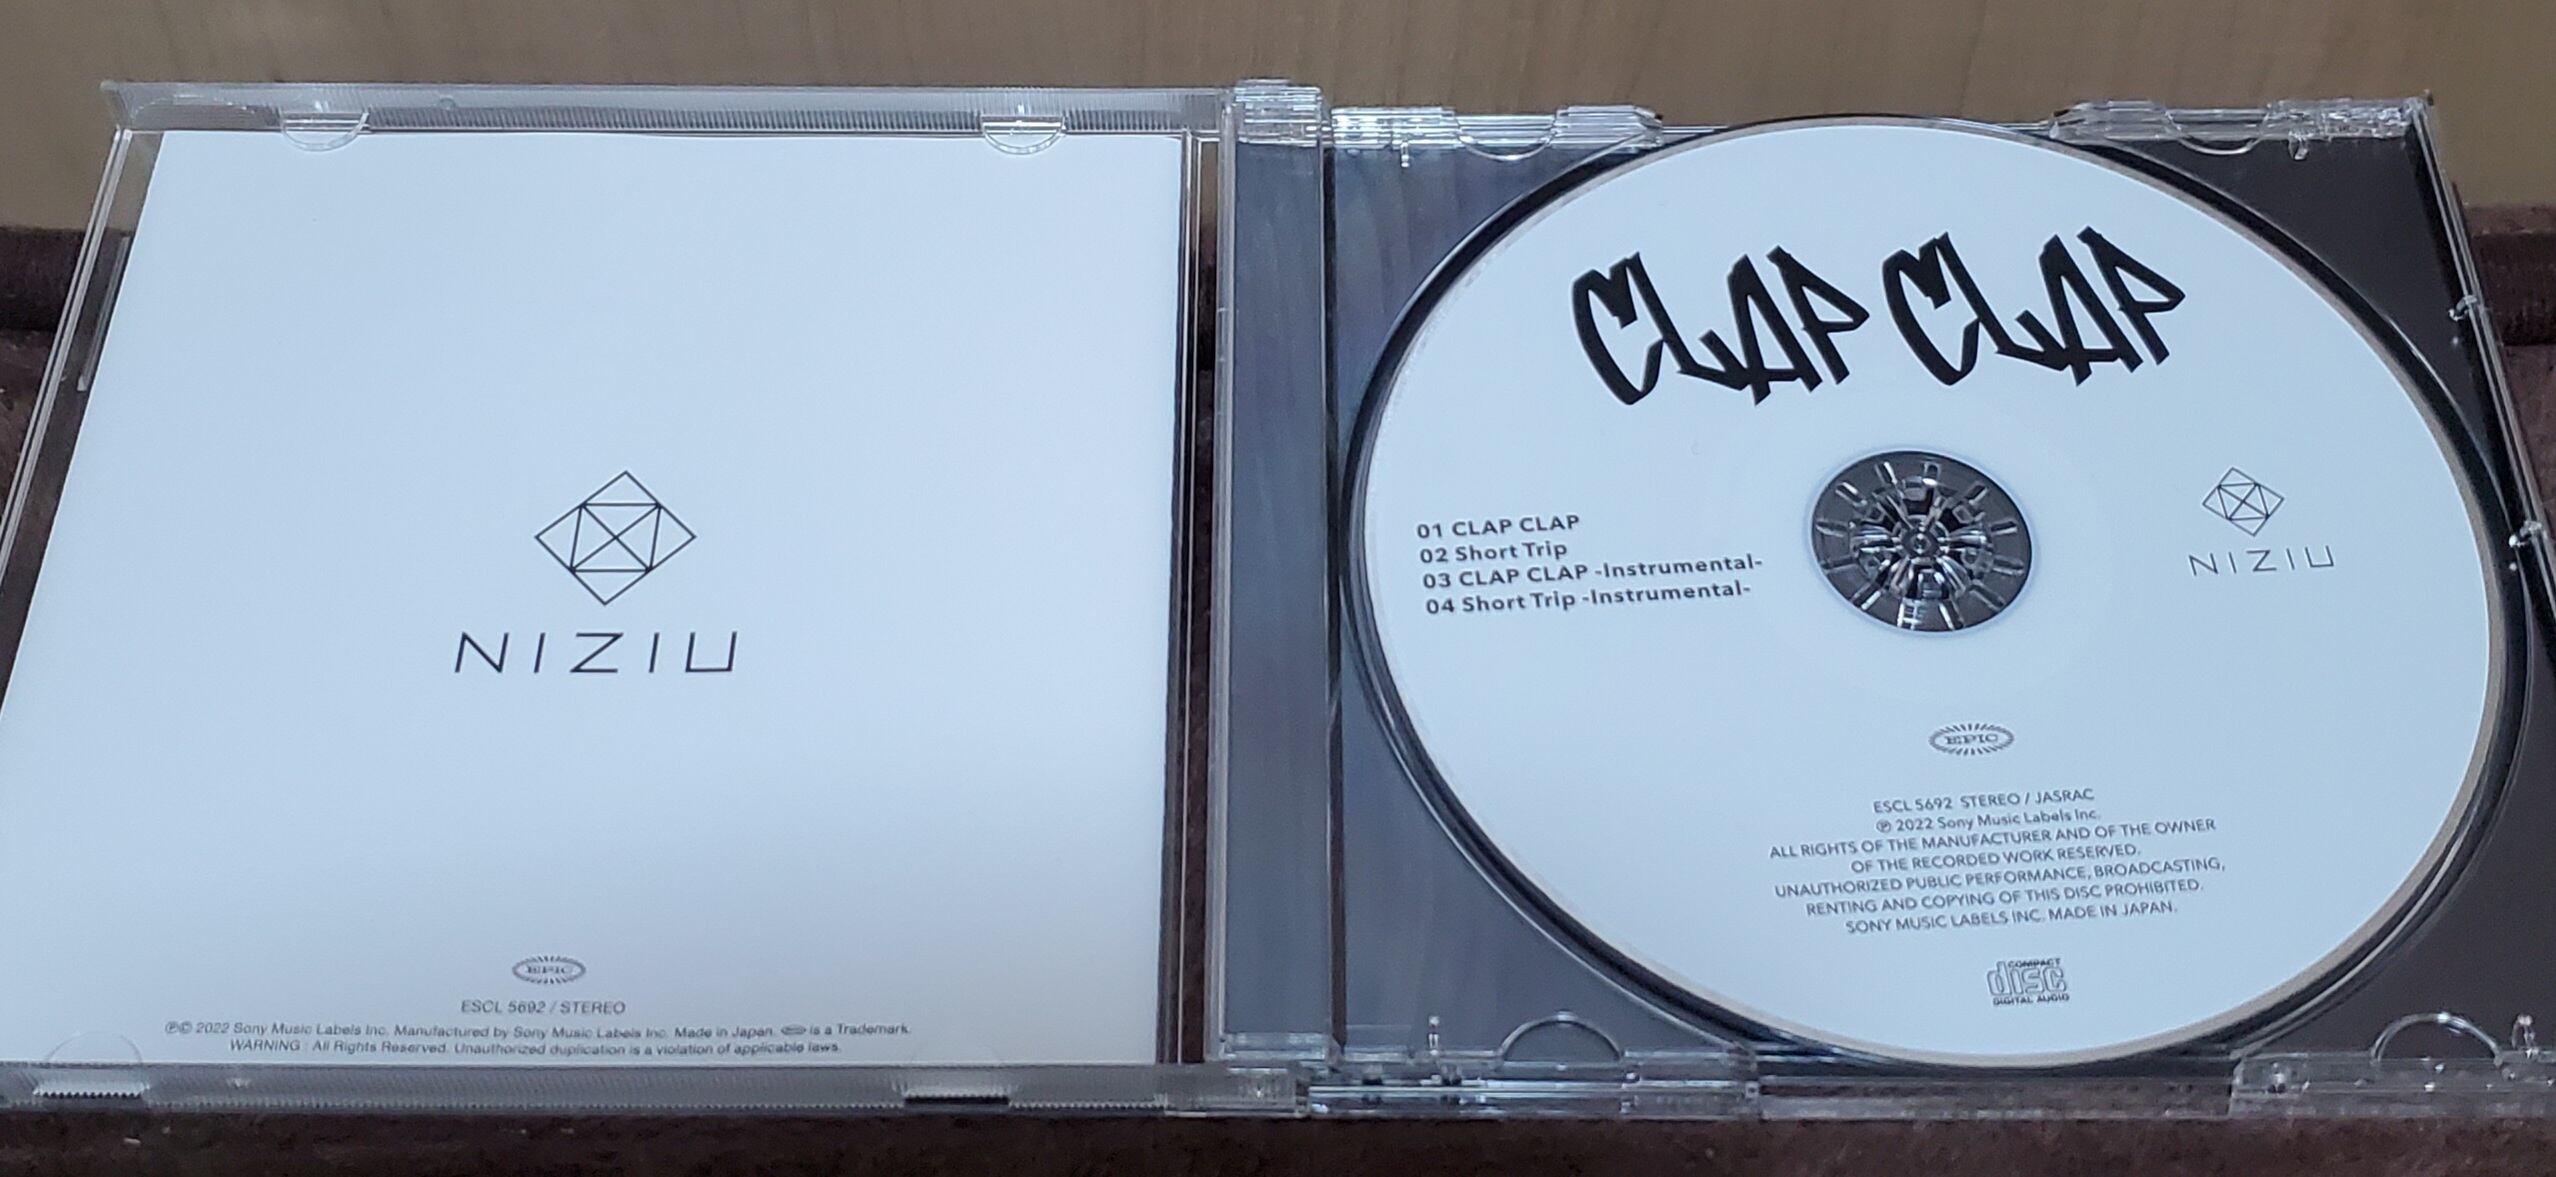 NIZIU
EPIC
ESCL 5692 / STEREO
℗© 2022 Sony Music Labels Inc. Manufactured by Sony Music Labels Inc. Made in Japan. is a Trademark.
WARNING : All Rights Reserved. Unauthorized duplication is a violation of applicable laws.
CLAP CLAP
01 CLAP CLAP
02 Short Trip
03 CLAP CLAP -Instrumental-
04 Short Trip -Instrumental-
NIZIU
EPIC
ESCL 5692 STEREO / JASRAC
℗ 2022 Sony Music Labels Inc.
ALL RIGHTS OF THE MANUFACTURER AND OF THE OWNER
OF THE RECORDED WORK RESERVED.
UNAUTHORIZED PUBLIC PERFORMANCE, BROADCASTING,
RENTING AND COPYING OF THIS DISC PROHIBITED.
SONY MUSIC LABELS INC. MADE IN JAPAN.
COMPACT
disc
DIGITAL AUDIO